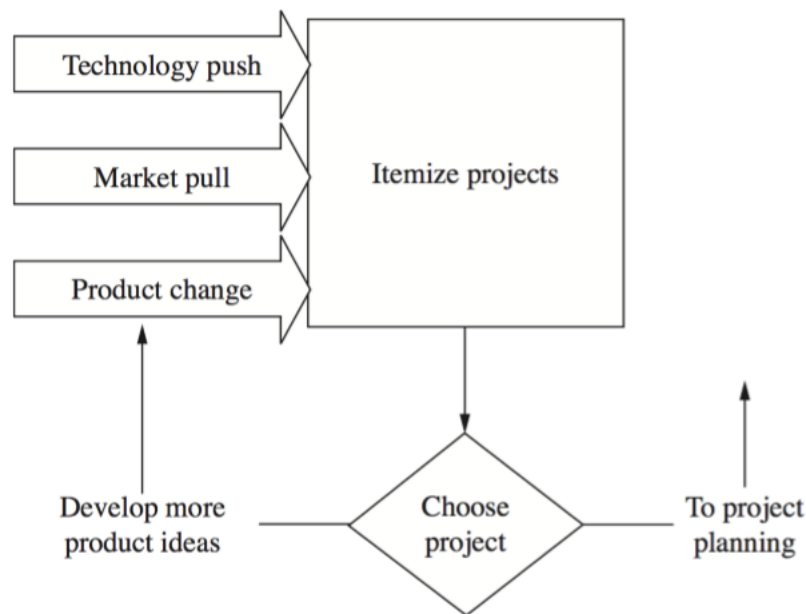 Technology push
Market pull
Itemize projects
Product change
Develop more
product ideas
Choose
project
To project
planning